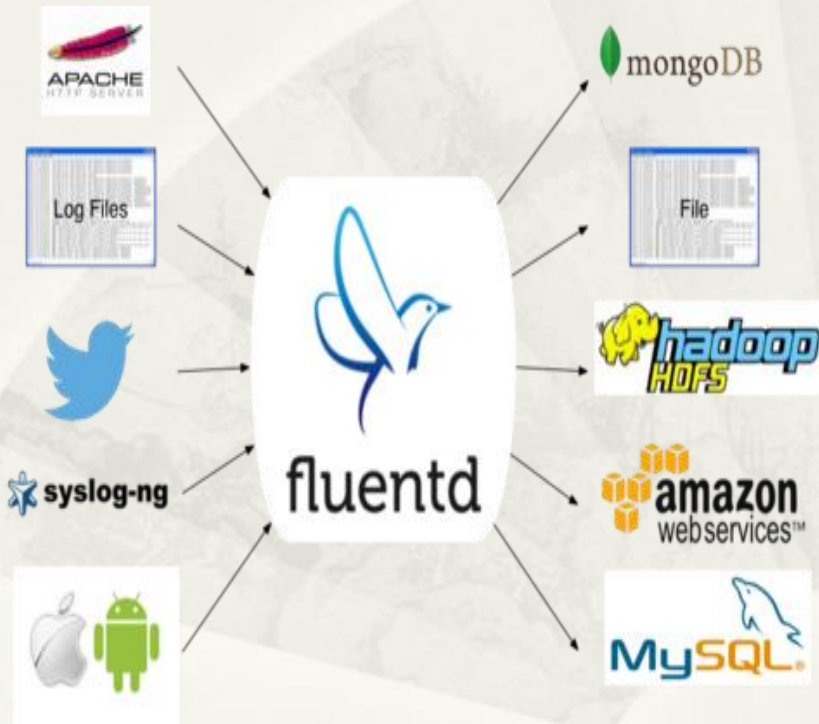 APACHE
HTTP SERVER
Log Files
syslog-ng
fluentd
mongoDB
File
hadoop
HDFS
amazon
webservices™
MySQL®